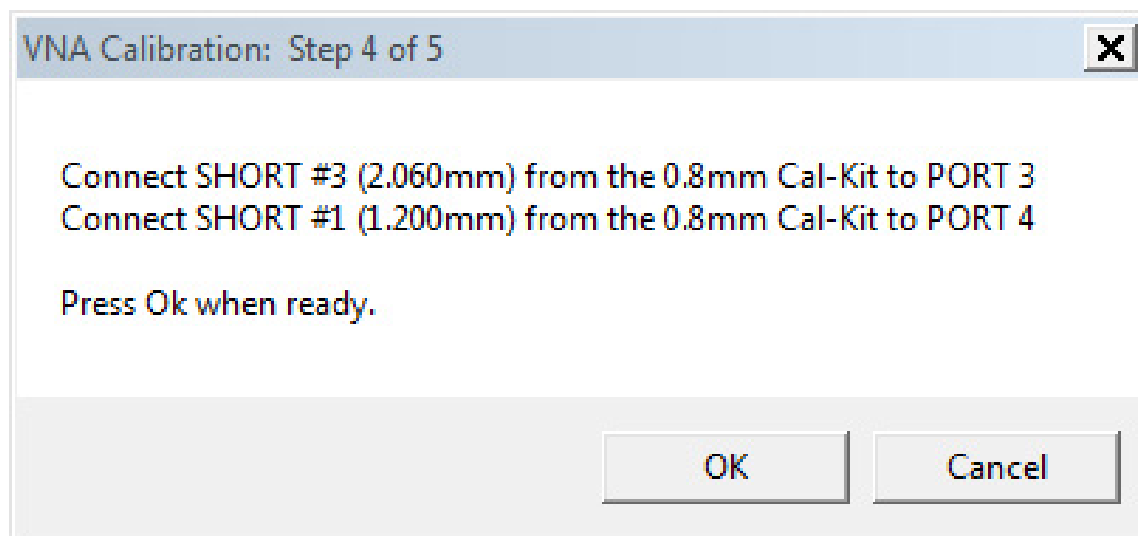 VNA Calibration: Step 4 of 5
Connect SHORT #3 (2.060mm) from the 0.8mm Cal-Kit to PORT 3
Connect SHORT #1 (1.200mm) from the 0.8mm Cal-Kit to PORT 4
Press Ok when ready.
OK
Cancel